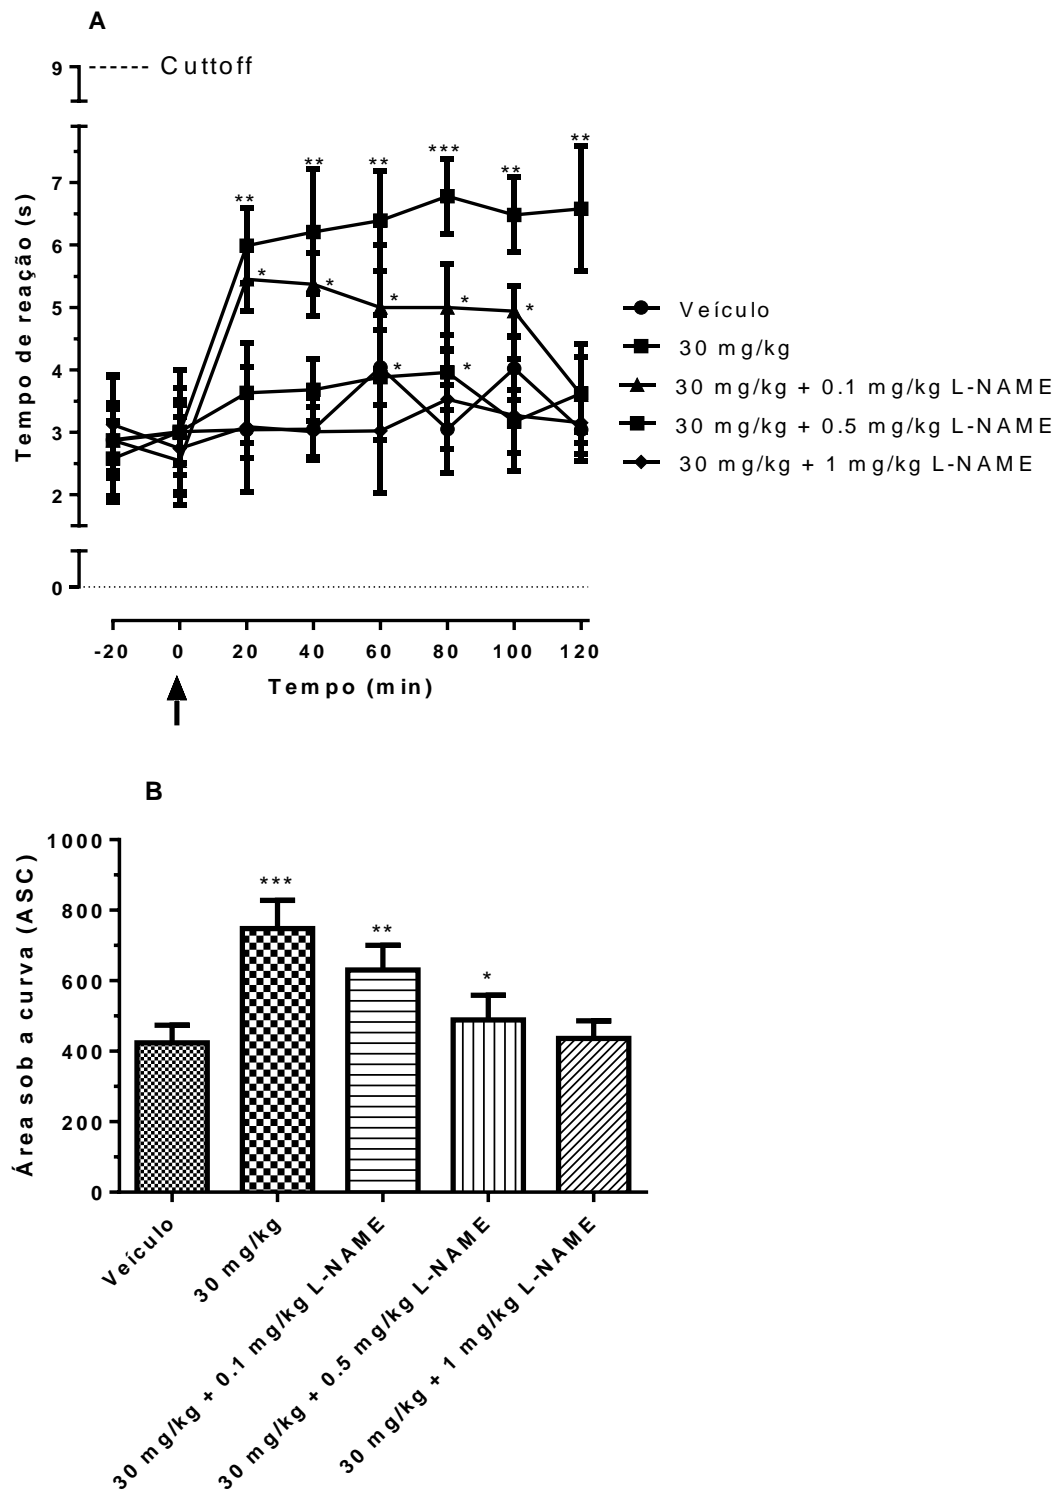 A
9
Cuttoff
**
**
**
***
**
**
7
6
5
4
3
2
0
*
*
*
*
*
*
*
Tempo de reação (s)
Veículo
30 mg/kg
30 mg/kg + 0.1 mg/kg L-NAME
30 mg/kg + 0.5 mg/kg L-NAME
30 mg/kg + 1 mg/kg L-NAME
-20 0 20 40 60 80 100 120
Tempo (min)
B
1000
800
600
400
200
0
Área sob a curva (ASC)
***
**
*
Veículo
30 mg/kg
30 mg/kg + 0.1 mg/kg L-NAME
30 mg/kg + 0.5 mg/kg L-NAME
30 mg/kg + 1 mg/kg L-NAME